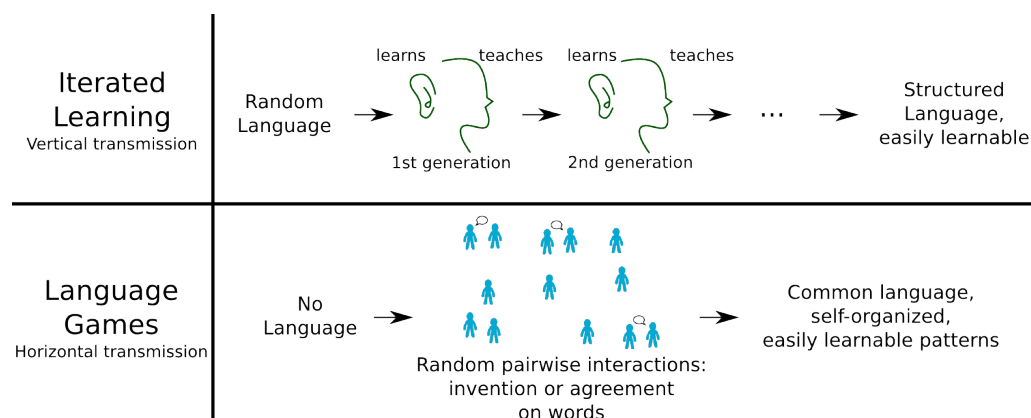 Iterated
Learning
Vertical transmission
Random
Language
learns
teaches
1st generation
learns
teaches
2nd generation
...
Structured
Language,
easily learnable
Language
Games
Horizontal transmission
No
Language
Random pairwise interactions:
invention or agreement
on words
Common language,
self-organized,
easily learnable patterns